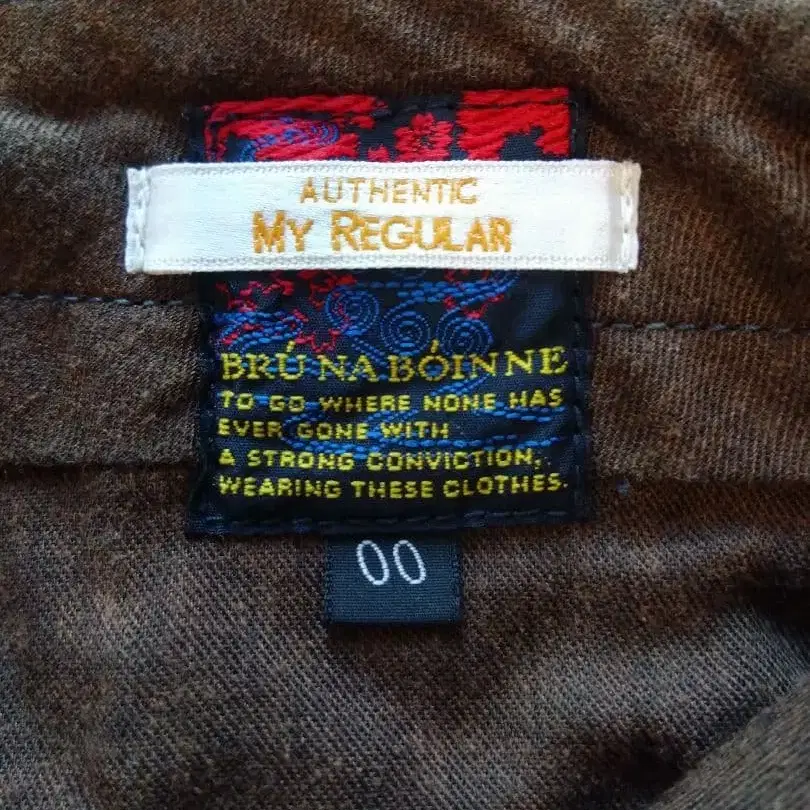 AUTHENTIC
MY REGULAR
BRÚ NA BÓINNE
TO GO WHERE NONE HAS
EVER GONE WITH
A STRONG CONVICTION,
WEARING THESE CLOTHES.
00